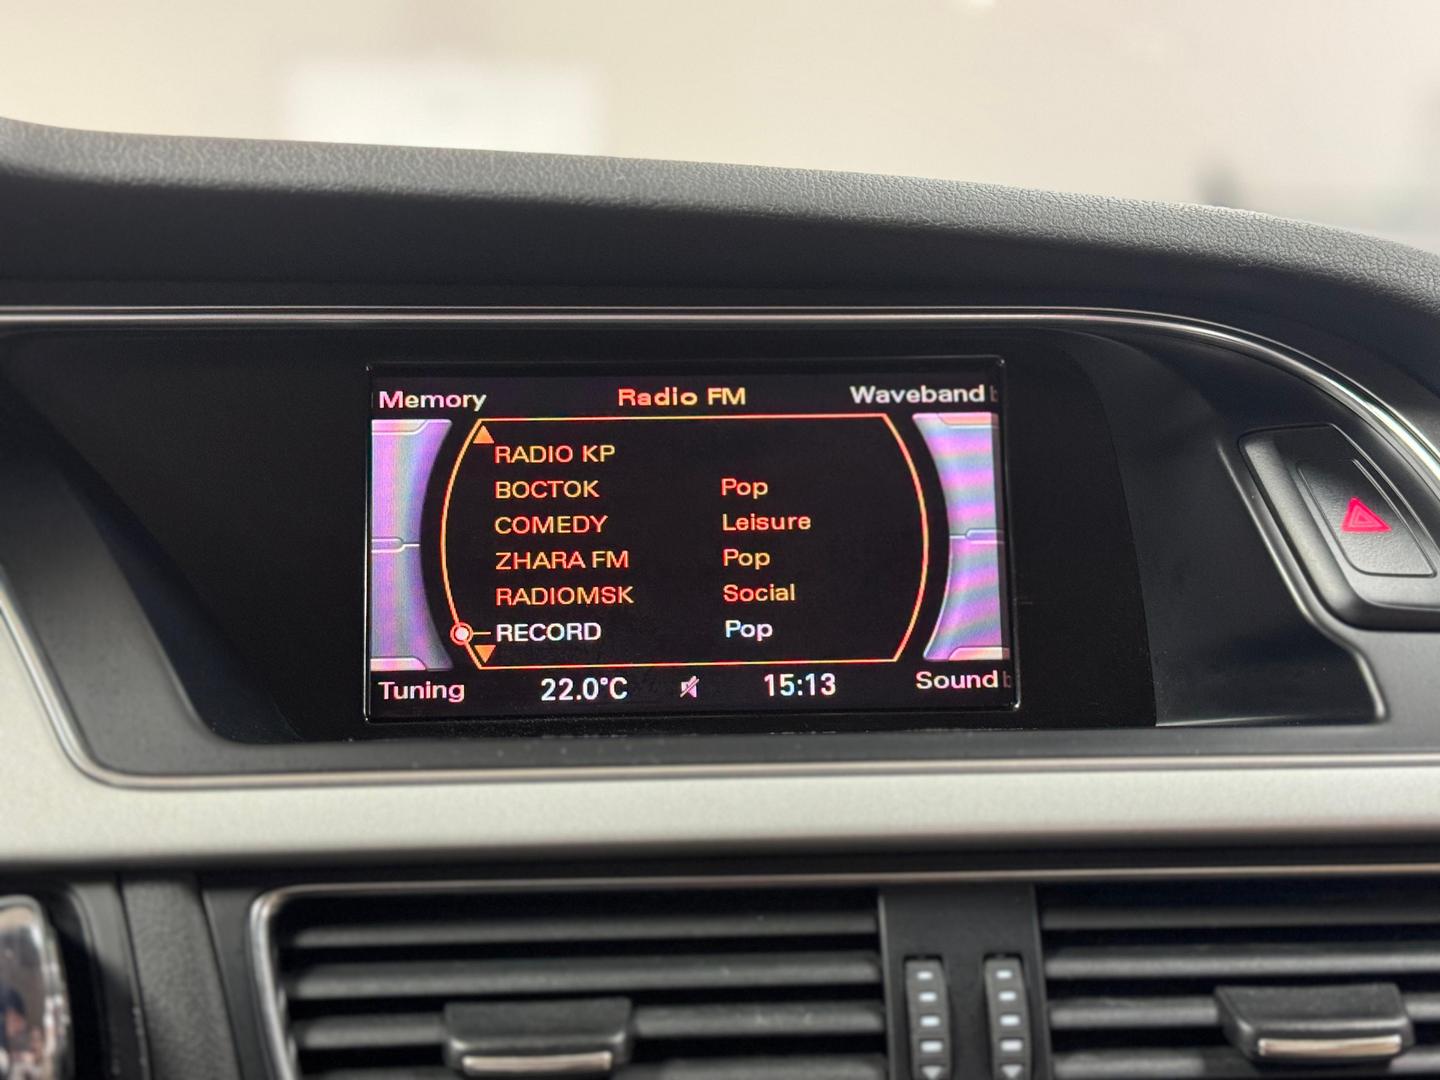 Memory Radio FM Waveband
RADIO KP
BOCTOK Pop
COMEDY Leisure
ZHARA FM Pop
RADIOMSK Social
RECORD Pop
Tuning 22.0°C 15:13 Sound